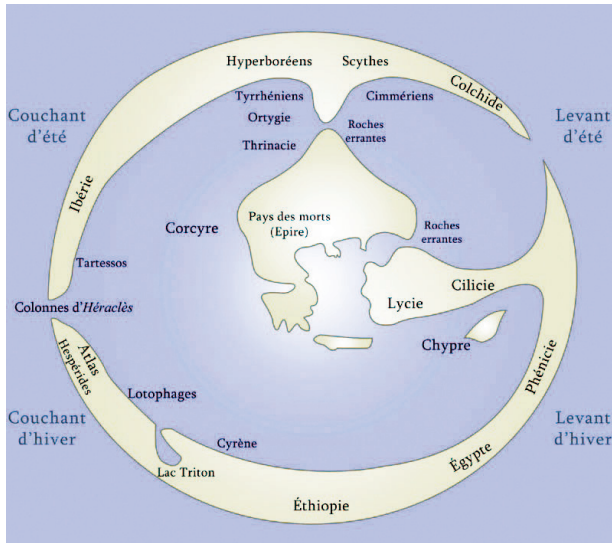 Hyperboréens
Scythes
Colchide
Tyrrhéniens
Cimmériens
Couchant
d'été
Levant
d'été
Ortygie
Roches
errantes
Thrinacie
Ibérie
Pays des morts
(Epire)
Corcyre
Roches
errantes
Tartessos
Cilicie
Lycie
Colonnes d'Héraclès
Chypre
Phénicie
Atlas
Hespérides
Lotophages
Couchant
d'hiver
Levant
d'hiver
Cyrène
Égypte
Lac Triton
Éthiopie